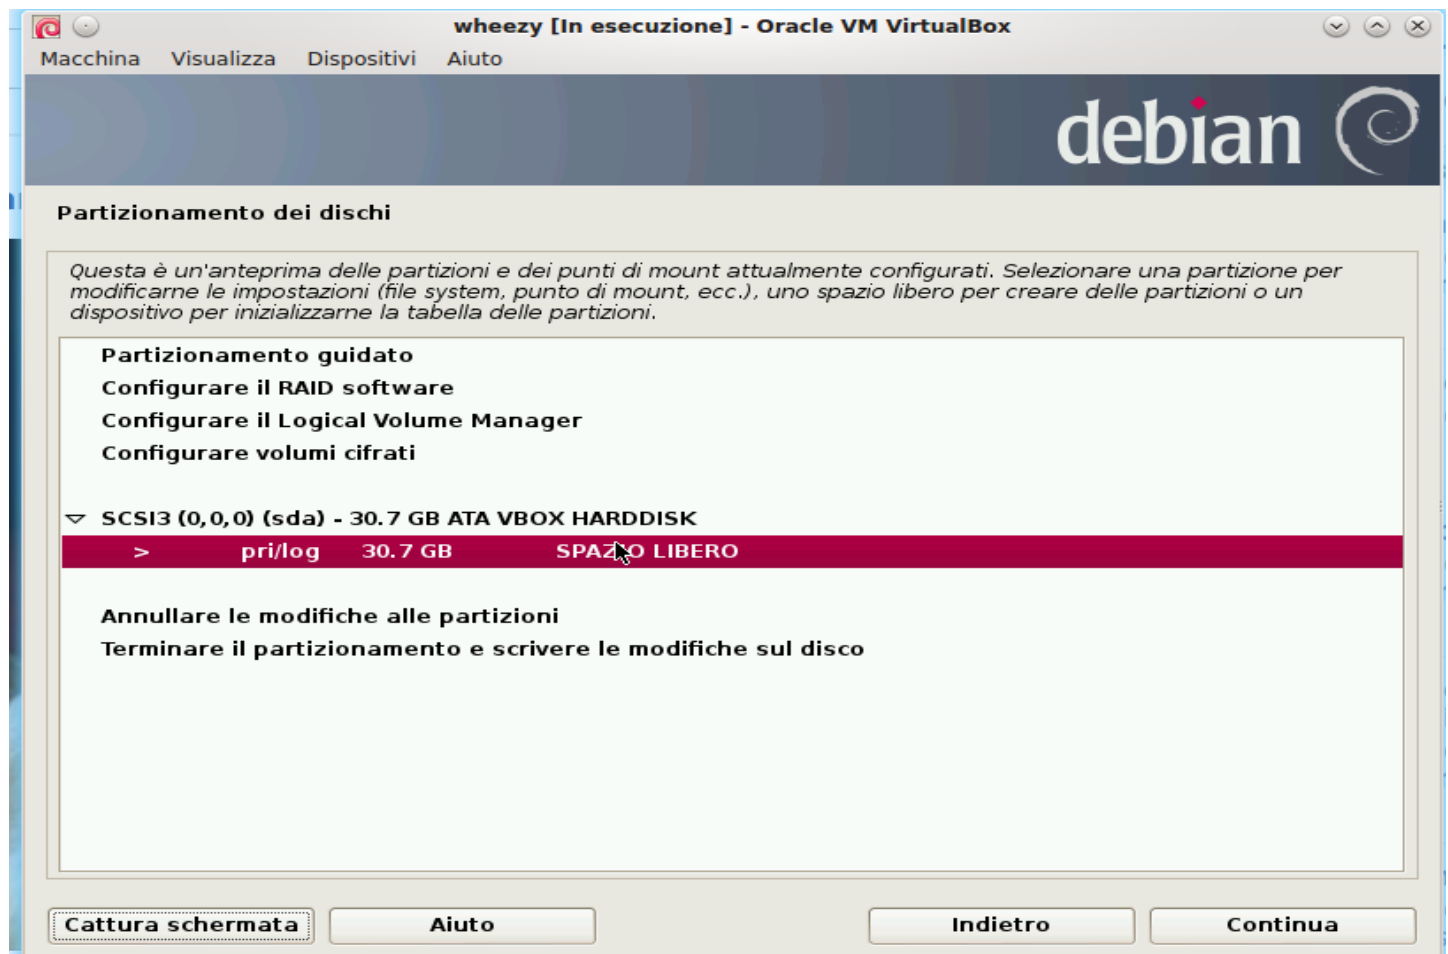 wheezy [In esecuzione] - Oracle VM VirtualBox
Macchina Visualizza Dispositivi Aiuto
debian
Partizionamento dei dischi
Questa è un'anteprima delle partizioni e dei punti di mount attualmente configurati. Selezionare una partizione per
modificarne le impostazioni (file system, punto di mount, ecc.), uno spazio libero per creare delle partizioni o un
dispositivo per inizializzarne la tabella delle partizioni.
Partizionamento guidato
Configurare il RAID software
Configurare il Logical Volume Manager
Configurare volumi cifrati
SCSI3 (0,0,0) (sda) - 30.7 GB ATA VBOX HARDDISK
> pri/log 30.7 GB SPAZIO LIBERO
Annullare le modifiche alle partizioni
Terminare il partizionamento e scrivere le modifiche sul disco
Cattura schermata Aiuto Indietro Continua